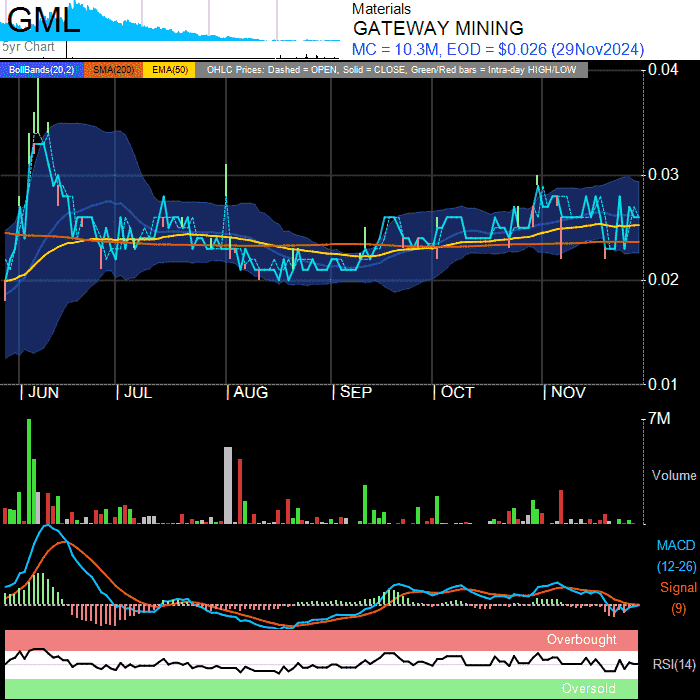 GML
5yr Chart
Materials
GATEWAY MINING
MC = 10.3M, EOD = $0.026 (29Nov2024)
BollBands(20,2) SMA(200) EMA(50) OHLC Prices: Dashed = OPEN, Solid = CLOSE, Green/Red bars = Intra-day HIGH/LOW
0.04
0.03
0.02
0.01
JUN JUL AUG SEP OCT NOV
7M
Volume
MACD
(12-26)
Signal
(9)
Overbought
RSI(14)
Oversold